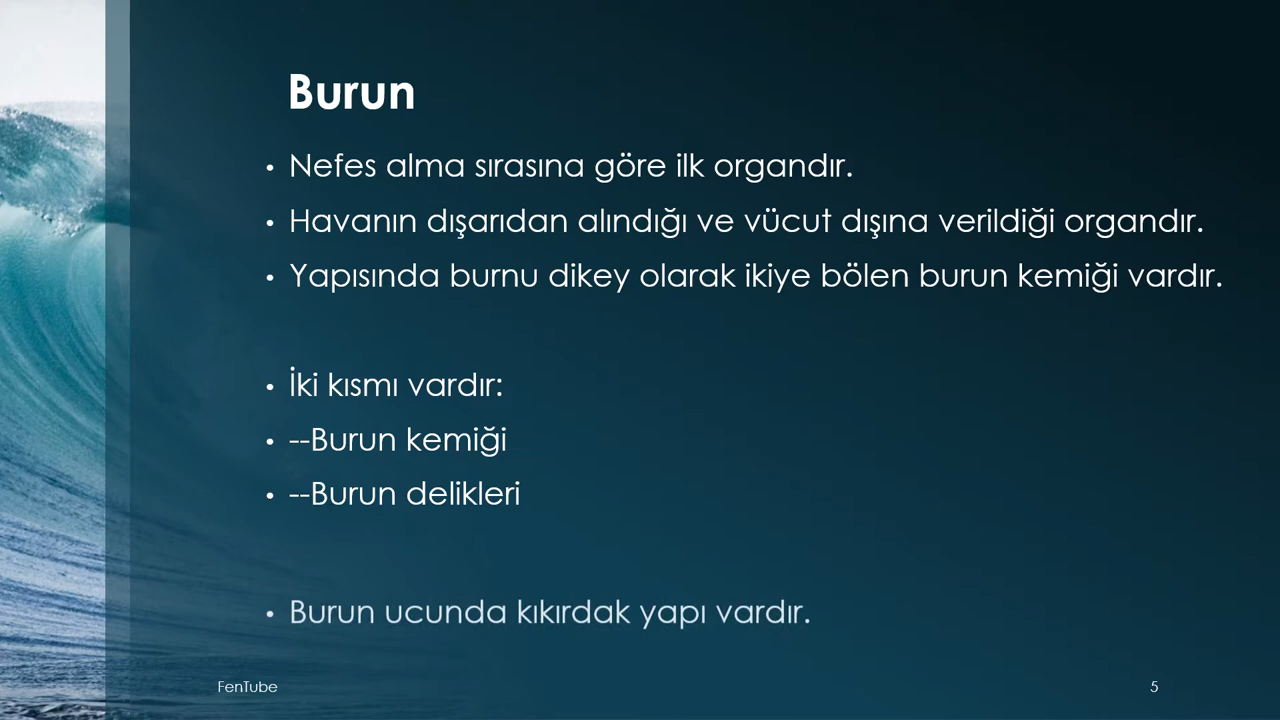 Burun
• Nefes alma sırasına göre ilk organdır.
• Havanın dışarıdan alındığı ve vücut dışına verildiği organdır.
• Yapısında burnu dikey olarak ikiye bölen burun kemiği vardır.
• İki kısmı vardır:
• --Burun kemiği
• --Burun delikleri
• Burun ucunda kıkırdak yapı vardır.
FenTube
5